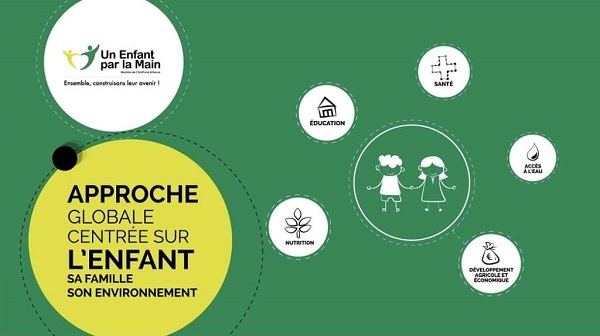 Un Enfant
par la Main
Membre de ChildFund Alliance
Ensemble, construisons leur avenir !
APPROCHE
GLOBALE
CENTRÉE SUR
L'ENFANT
SA FAMILLE
SON ENVIRONNEMENT
SANTÉ
ÉDUCATION
ACCÈS
À L'EAU
NUTRITION
DÉVELOPPEMENT
AGRICOLE ET
ÉCONOMIQUE